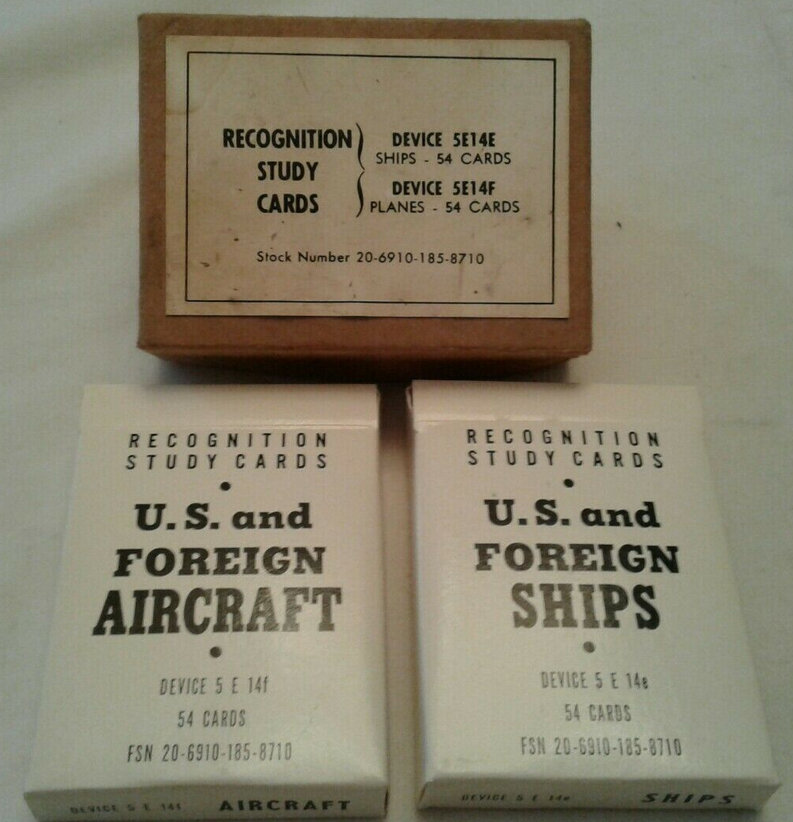 RECOGNITION
STUDY
CARDS
DEVICE 5E14E
SHIPS - 54 CARDS
DEVICE 5E14F
PLANES - 54 CARDS
Stock Number 20-6910-185-8710
RECOGNITION
STUDY CARDS
U.S. and
FOREIGN
AIRCRAFT
DEVICE 5 E 14f
54 CARDS
FSN 20-6910-185-8710
DEVICE 5 E 14f AIRCRAFT
RECOGNITION
STUDY CARDS
U.S. and
FOREIGN
SHIPS
DEVICE 5 E 14e
54 CARDS
FSN 20-6910-185-8710
DEVICE 5 E 14e SHIPS